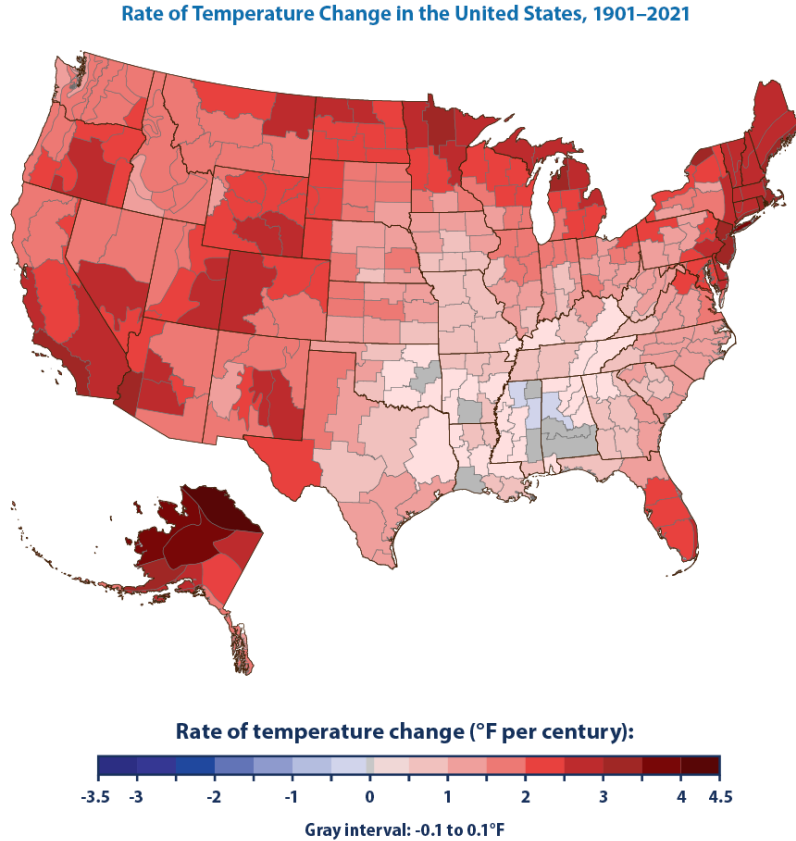 Rate of Temperature Change in the United States, 1901–2021
Rate of temperature change (°F per century):
-3.5 -3 -2 -1 0 1 2 3 4 4.5
Gray interval: -0.1 to 0.1°F